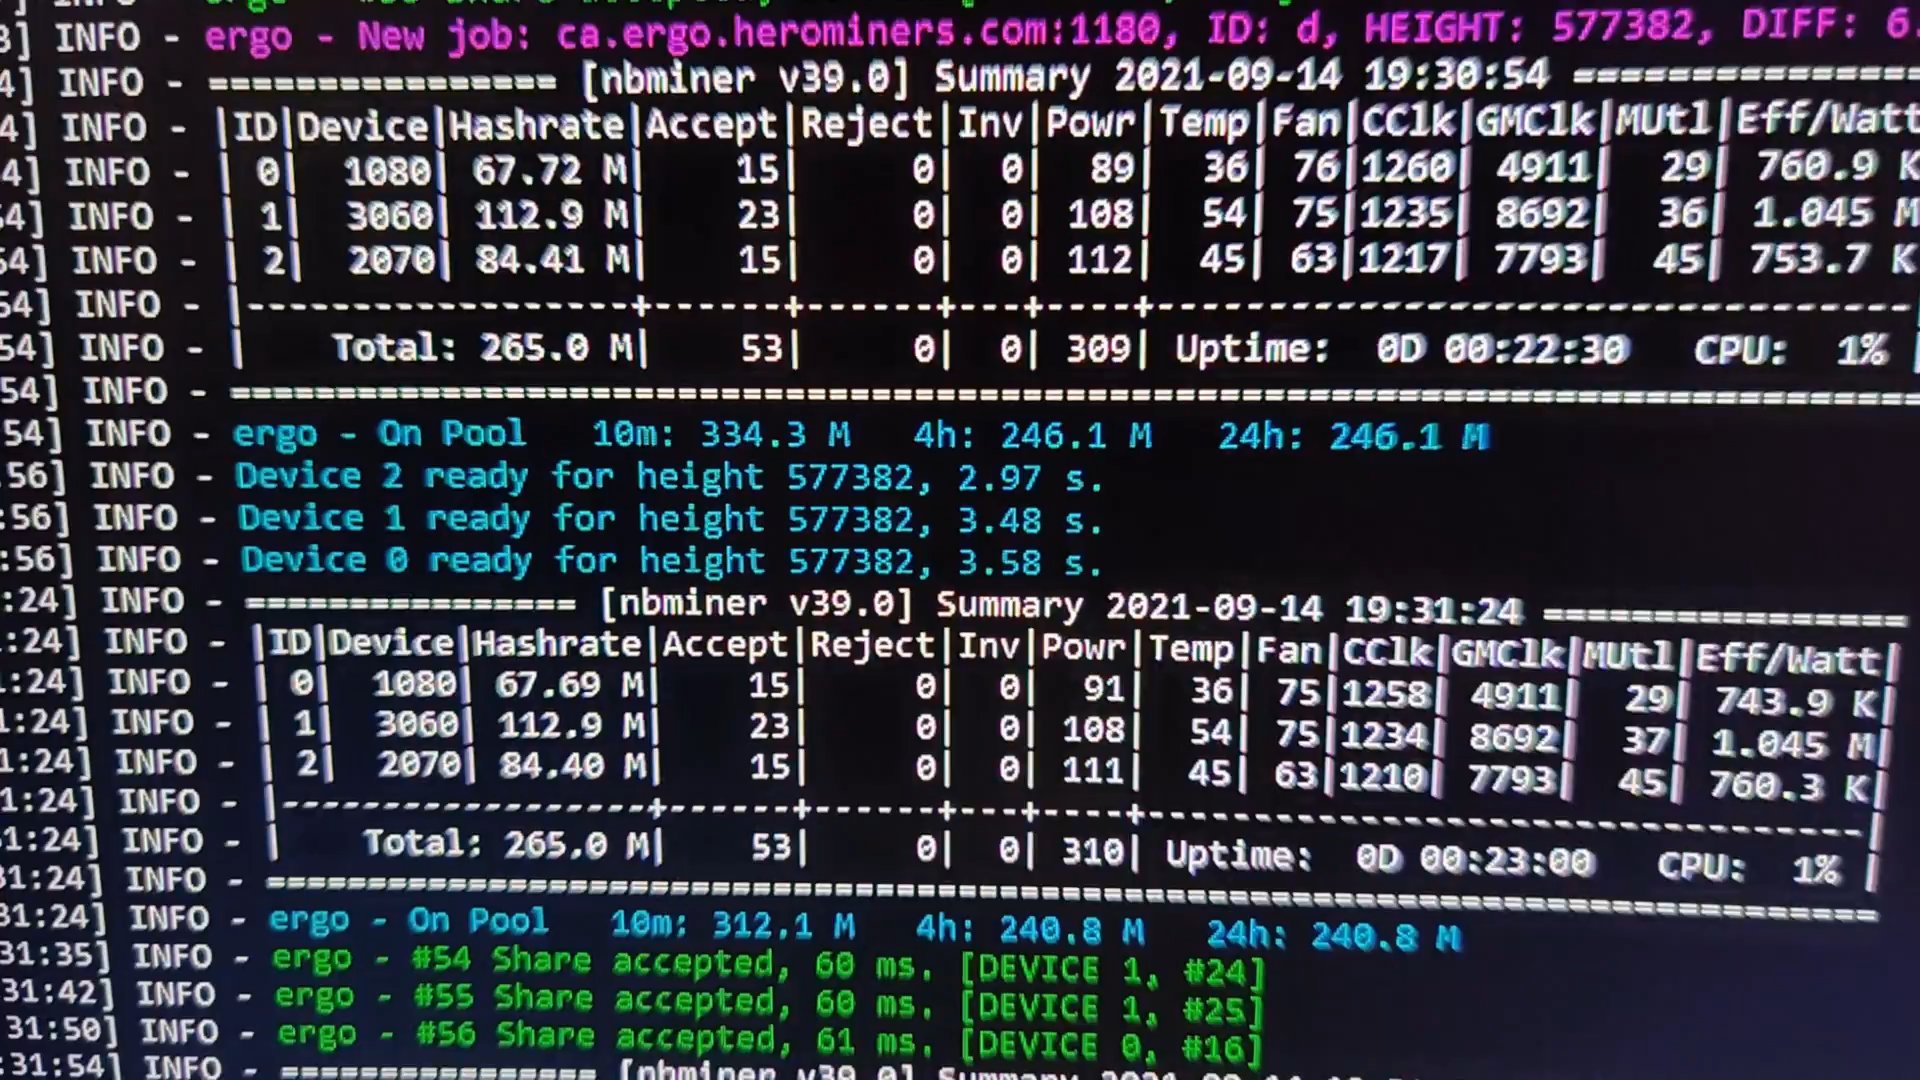 3] INFO - ergo - New job: ca.ergo.herominers.com:1180, ID: d, HEIGHT: 577382, DIFF: 6.
4] INFO - ================ [nbminer v39.0] Summary 2021-09-14 19:30:54 ================
4] INFO - |ID|Device|Hashrate|Accept|Reject|Inv|Powr|Temp|Fan|CClk|GMClk|MUtl|Eff/Watt
4] INFO - | 0| 1080| 67.72 M| 15| 0| 0| 89| 36| 76|1260| 4911| 29| 760.9 K
54] INFO - | 1| 3060| 112.9 M| 23| 0| 0| 108| 54| 75|1235| 8692| 36| 1.045 M
54] INFO - | 2| 2070| 84.41 M| 15| 0| 0| 112| 45| 63|1217| 7793| 45| 753.7 K
54] INFO - |------------------+------+------+---+----+-----------------------------------
54] INFO - | Total: 265.0 M| 53| 0| 0| 309| Uptime: 0D 00:22:30 CPU: 1%
54] INFO - ==============================================================================
54] INFO - ergo - On Pool 10m: 334.3 M 4h: 246.1 M 24h: 246.1 M
:56] INFO - Device 2 ready for height 577382, 2.97 s.
:56] INFO - Device 1 ready for height 577382, 3.48 s.
:56] INFO - Device 0 ready for height 577382, 3.58 s.
:24] INFO - ================ [nbminer v39.0] Summary 2021-09-14 19:31:24 ================
:24] INFO - |ID|Device|Hashrate|Accept|Reject|Inv|Powr|Temp|Fan|CClk|GMClk|MUtl|Eff/Watt|
1:24] INFO - | 0| 1080| 67.69 M| 15| 0| 0| 91| 36| 75|1258| 4911| 29| 743.9 K|
1:24] INFO - | 1| 3060| 112.9 M| 23| 0| 0| 108| 54| 75|1234| 8692| 37| 1.045 M|
1:24] INFO - | 2| 2070| 84.40 M| 15| 0| 0| 111| 45| 63|1210| 7793| 45| 760.3 K|
31:24] INFO - |------------------+------+------+---+----+-----------------------------------|
31:24] INFO - | Total: 265.0 M| 53| 0| 0| 310| Uptime: 0D 00:23:00 CPU: 1% |
31:24] INFO - ==============================================================================
31:24] INFO - ergo - On Pool 10m: 312.1 M 4h: 240.8 M 24h: 240.8 M
31:35] INFO - ergo - #54 Share accepted, 60 ms. [DEVICE 1, #24]
31:42] INFO - ergo - #55 Share accepted, 60 ms. [DEVICE 1, #25]
31:50] INFO - ergo - #56 Share accepted, 61 ms. [DEVICE 0, #16]
:31:54] INFO - ================ [nbminer v39.0] Summary